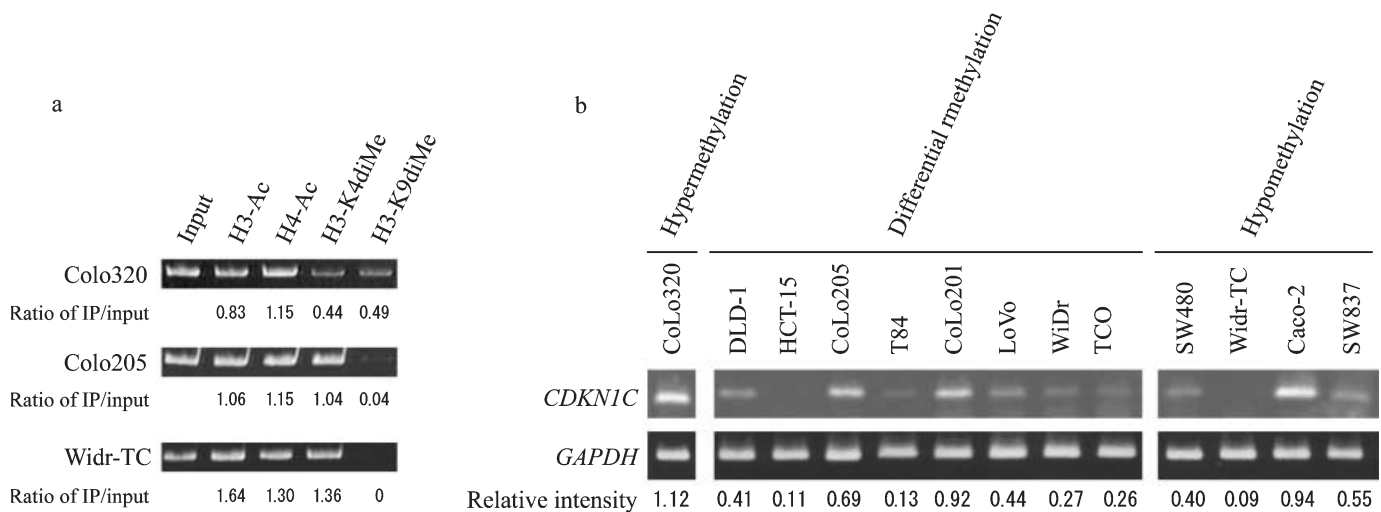 a
Input
H3-Ac
H4-Ac
H3-K4diMe
H3-K9diMe
Colo320
Ratio of IP/input 0.83 1.15 0.44 0.49
Colo205
Ratio of IP/input 1.06 1.15 1.04 0.04
Widr-TC
Ratio of IP/input 1.64 1.30 1.36 0
b
Hypermethylation
Differential rmethylation
Hypomethylation
CoLo320
DLD-1
HCT-15
CoLo205
T84
CoLo201
LoVo
WiDr
TCO
SW480
Widr-TC
Caco-2
SW837
CDKN1C
GAPDH
Relative intensity 1.12 0.41 0.11 0.69 0.13 0.92 0.44 0.27 0.26 0.40 0.09 0.94 0.55